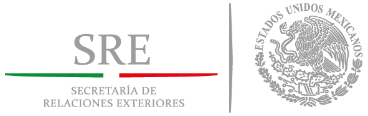 SRE
SECRETARÍA DE
RELACIONES EXTERIORES
ESTADOS UNIDOS MEXICANOS